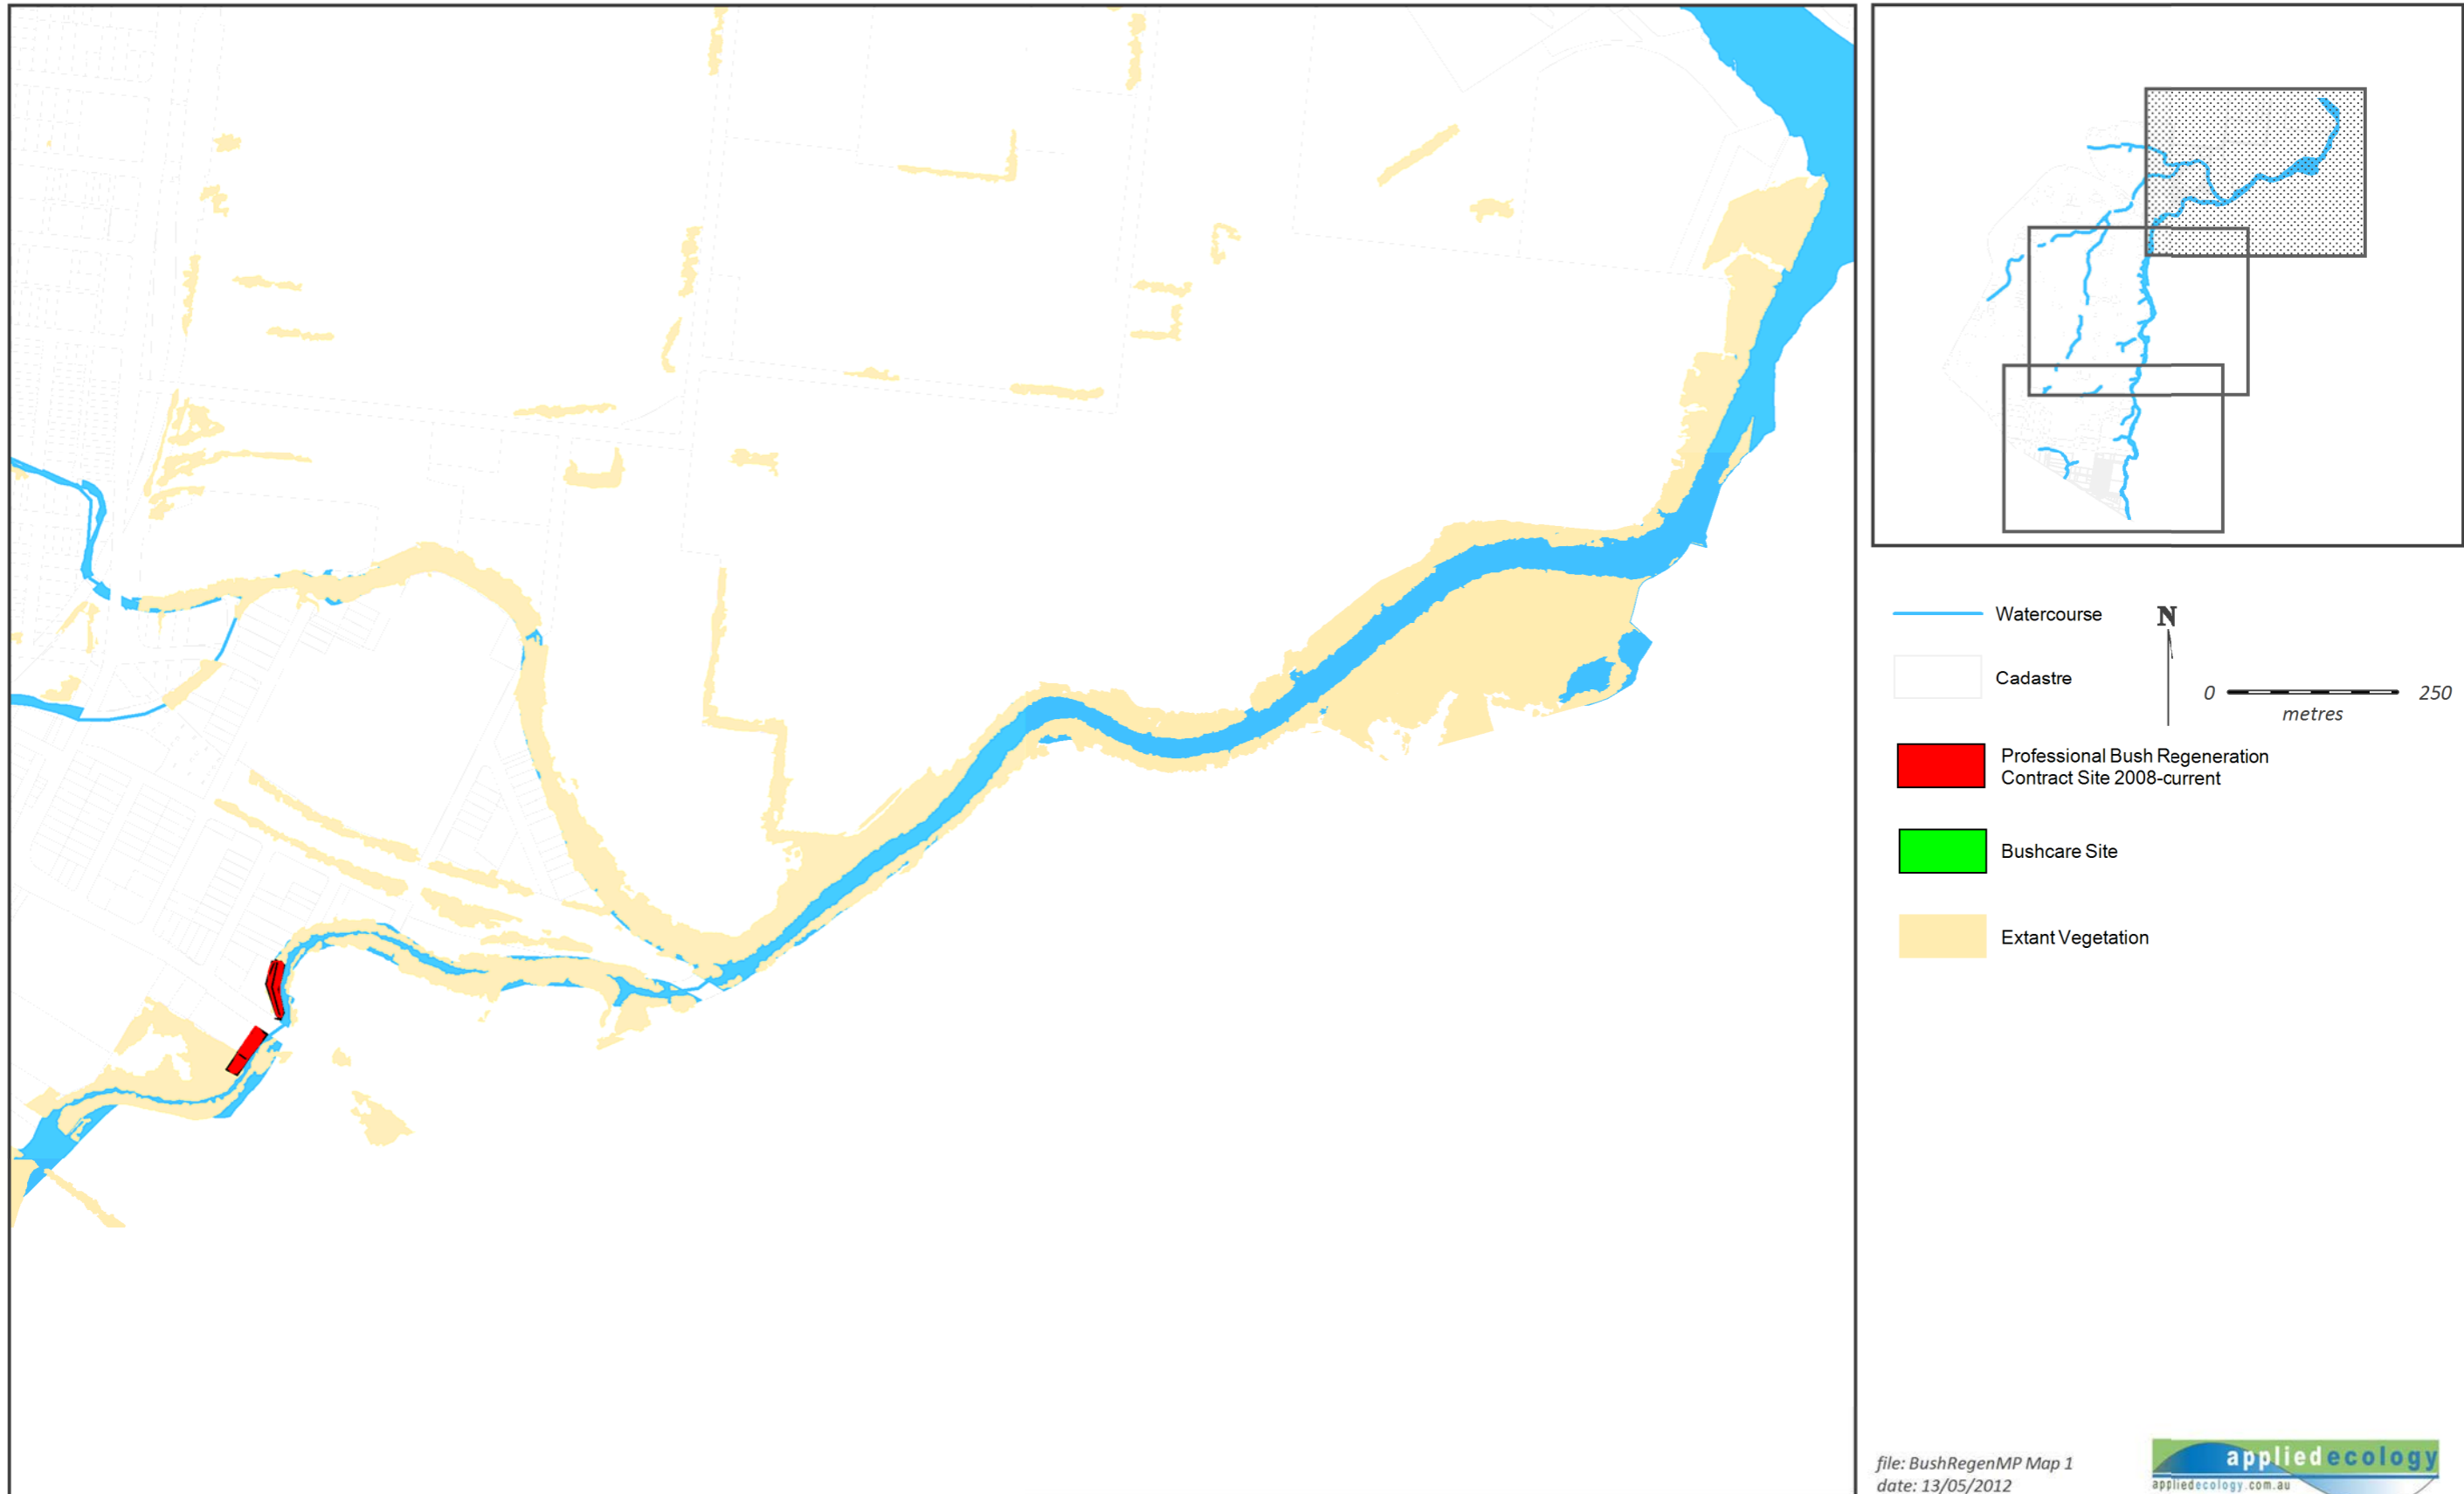 Watercourse
N
Cadastre
0 250
metres
Professional Bush Regeneration
Contract Site 2008-current
Bushcare Site
Extant Vegetation
file: BushRegenMP Map 1
date: 13/05/2012
appliedecology
appliedecology.com.au